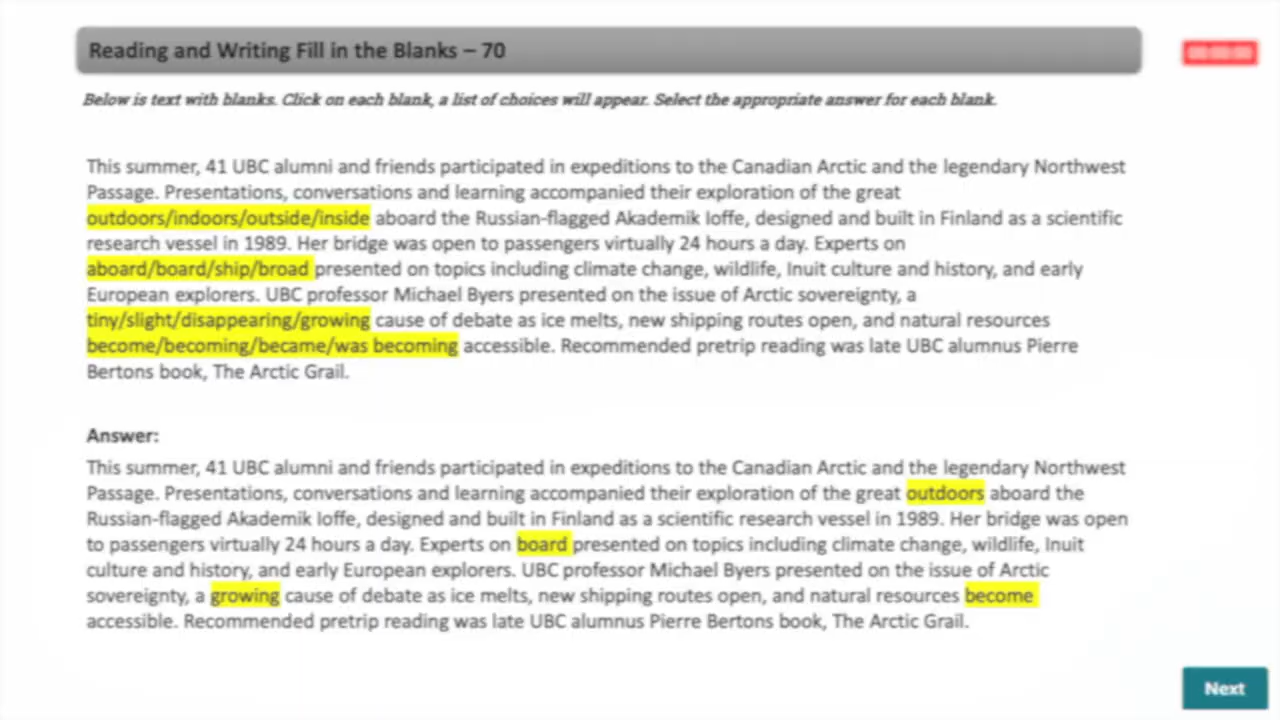 Reading and Writing Fill in the Blanks – 70
Below is text with blanks. Click on each blank, a list of choices will appear. Select the appropriate answer for each blank.
This summer, 41 UBC alumni and friends participated in expeditions to the Canadian Arctic and the legendary Northwest
Passage. Presentations, conversations and learning accompanied their exploration of the great
outdoors/indoors/outside/inside aboard the Russian-flagged Akademik Ioffe, designed and built in Finland as a scientific
research vessel in 1989. Her bridge was open to passengers virtually 24 hours a day. Experts on
aboard/board/ship/broad presented on topics including climate change, wildlife, Inuit culture and history, and early
European explorers. UBC professor Michael Byers presented on the issue of Arctic sovereignty, a
tiny/slight/disappearing/growing cause of debate as ice melts, new shipping routes open, and natural resources
become/becoming/became/was becoming accessible. Recommended pretrip reading was late UBC alumnus Pierre
Bertons book, The Arctic Grail.
Answer:
This summer, 41 UBC alumni and friends participated in expeditions to the Canadian Arctic and the legendary Northwest
Passage. Presentations, conversations and learning accompanied their exploration of the great outdoors aboard the
Russian-flagged Akademik Ioffe, designed and built in Finland as a scientific research vessel in 1989. Her bridge was open
to passengers virtually 24 hours a day. Experts on board presented on topics including climate change, wildlife, Inuit
culture and history, and early European explorers. UBC professor Michael Byers presented on the issue of Arctic
sovereignty, a growing cause of debate as ice melts, new shipping routes open, and natural resources become
accessible. Recommended pretrip reading was late UBC alumnus Pierre Bertons book, The Arctic Grail.
Next